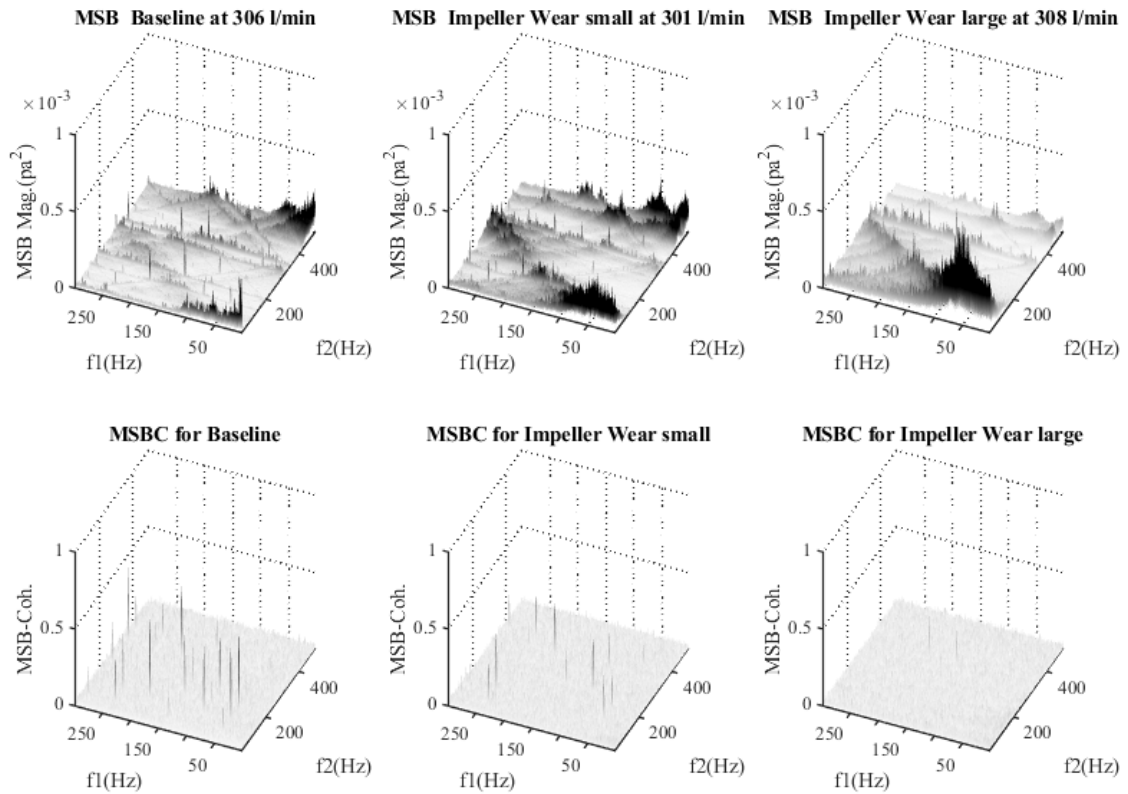 MSB  Baseline at 306 l/min
×10⁻³
1
0.5
0
MSB Mag.(pa²)
250
150
50
f1(Hz)
200
400
f2(Hz)
MSB  Impeller Wear small at 301 l/min
×10⁻³
1
0.5
0
MSB Mag.(pa²)
250
150
50
f1(Hz)
200
400
f2(Hz)
MSB  Impeller Wear large at 308 l/min
×10⁻³
1
0.5
0
MSB Mag.(pa²)
250
150
50
f1(Hz)
200
400
f2(Hz)
MSBC for Baseline
1
0.5
0
MSB-Coh.
250
150
50
f1(Hz)
200
400
f2(Hz)
MSBC for Impeller Wear small
1
0.5
0
MSB-Coh.
250
150
50
f1(Hz)
200
400
f2(Hz)
MSBC for Impeller Wear large
1
0.5
0
MSB-Coh.
250
150
50
f1(Hz)
200
400
f2(Hz)